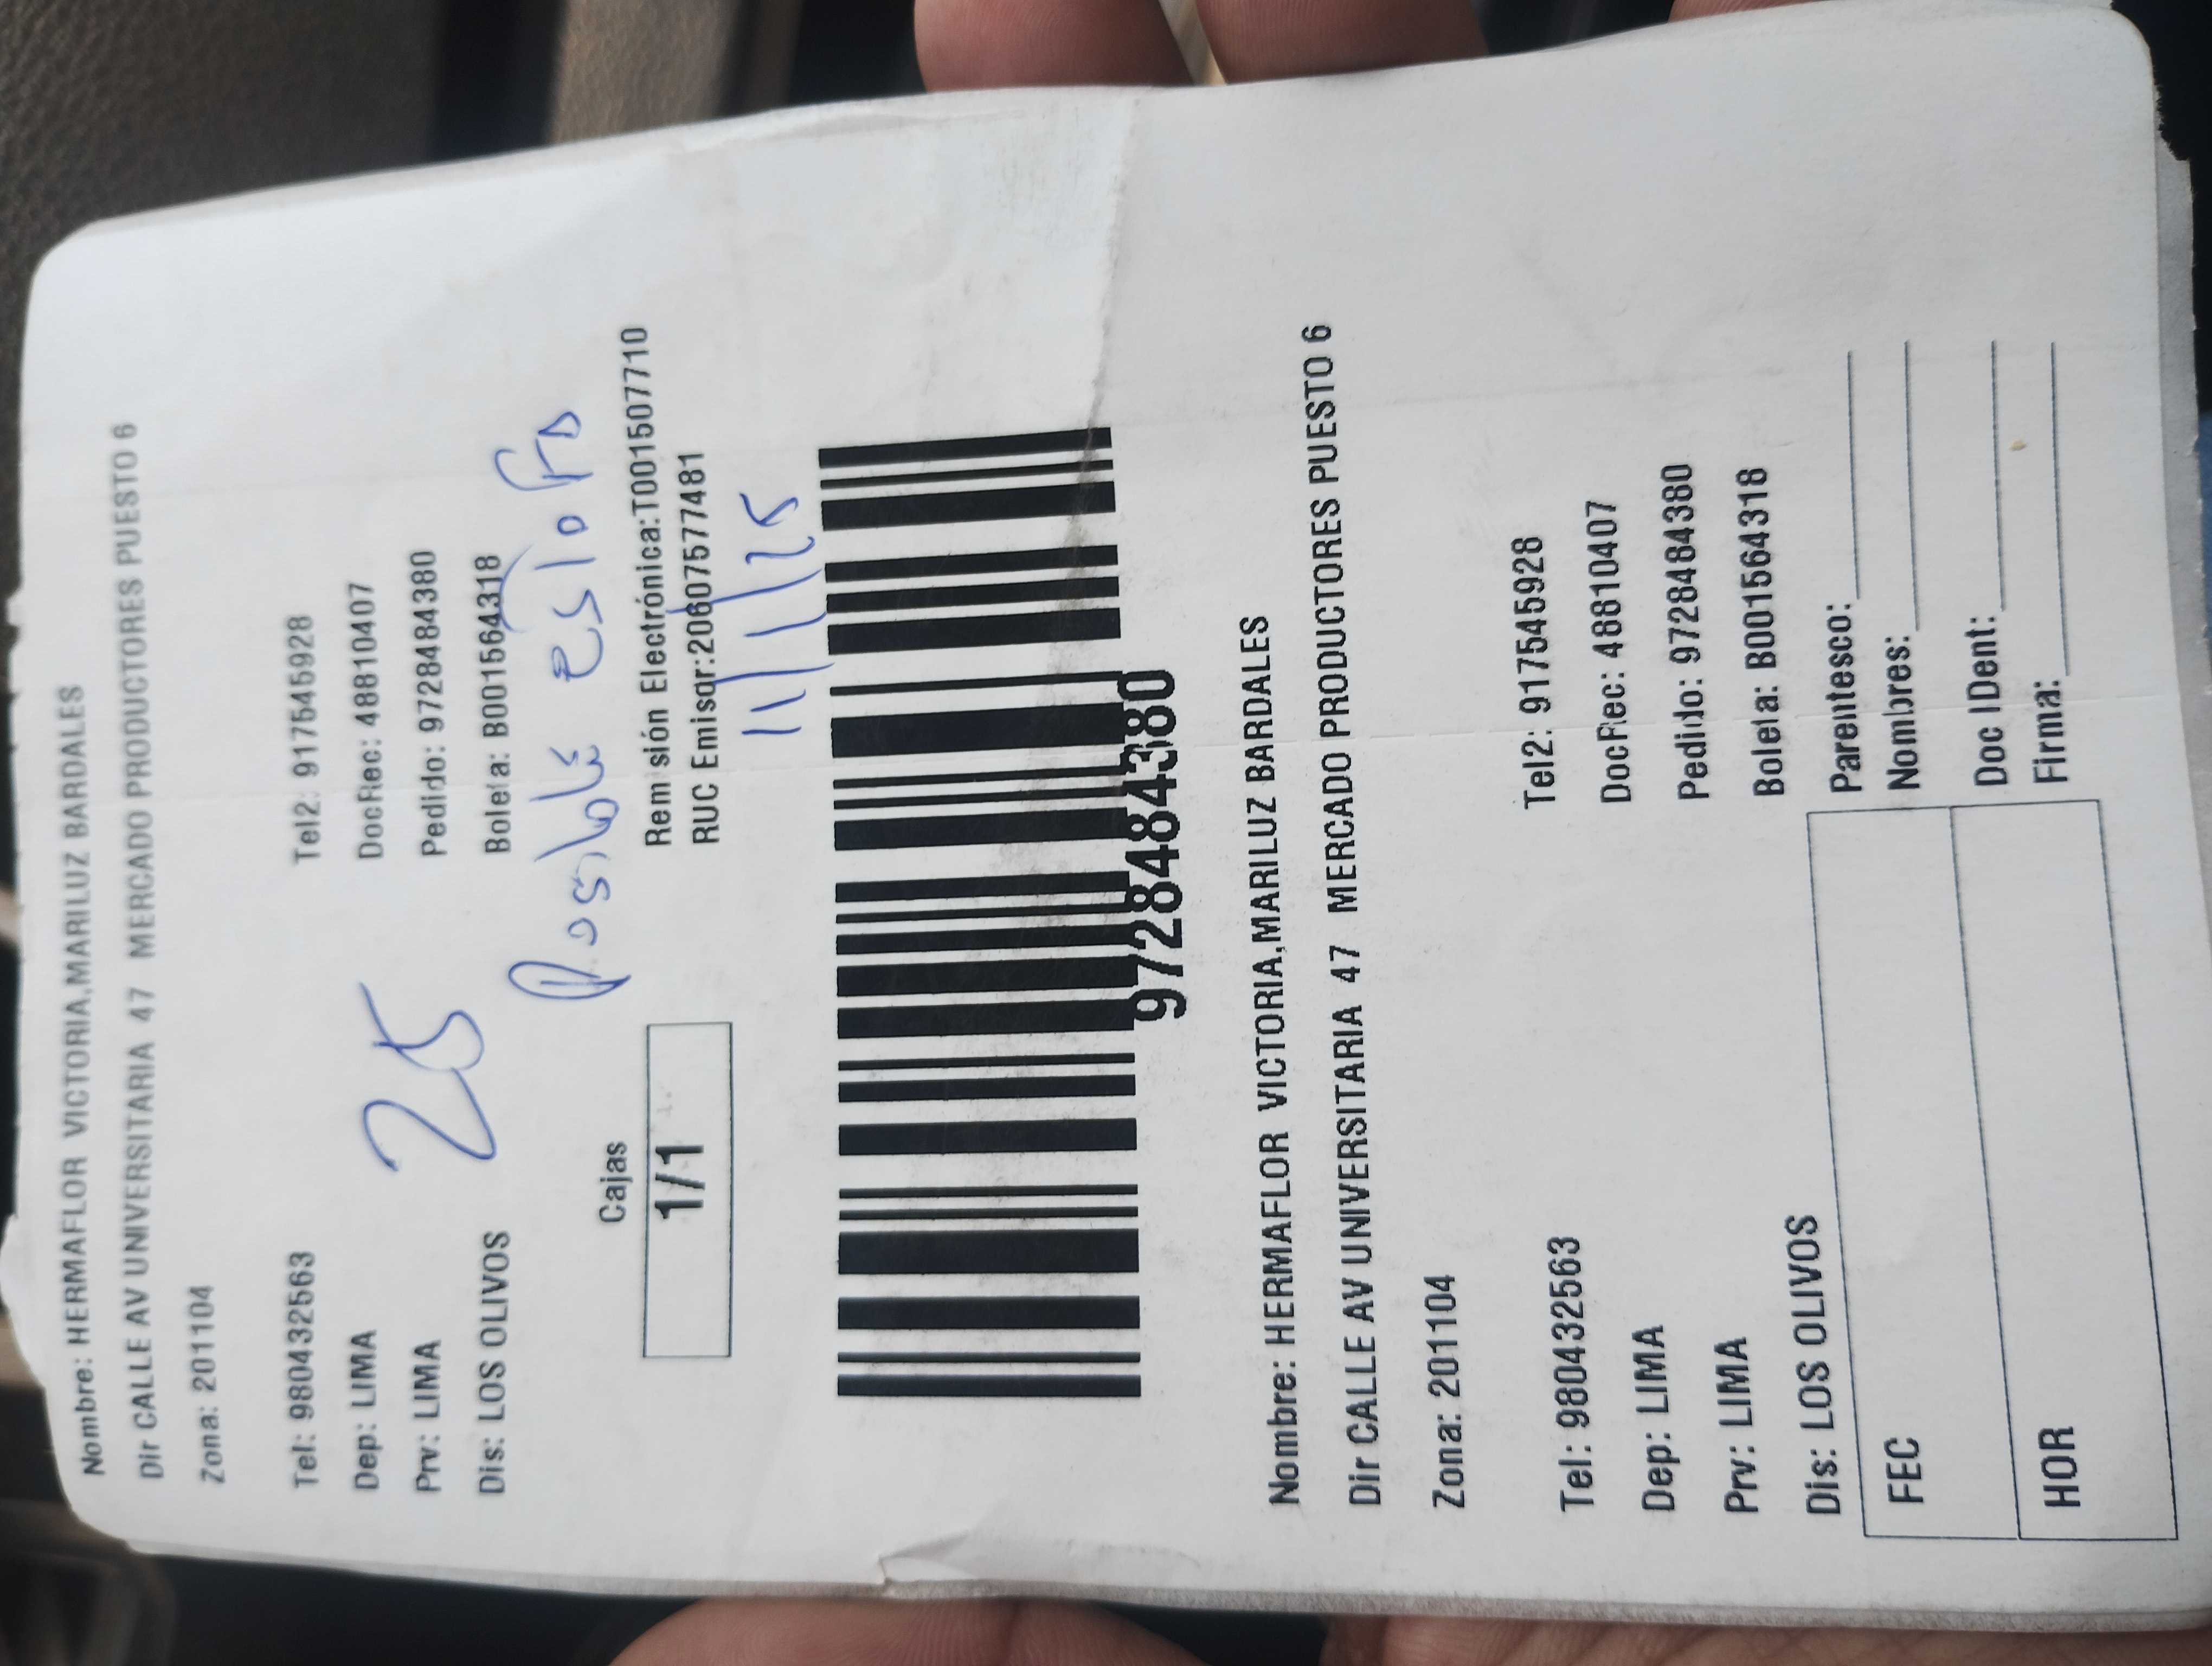 Nombre: HERMAFLOR VICTORIA,MARILUZ BARDALES
Dir CALLE AV UNIVERSITARIA 47 MERCADO PRODUCTORES PUESTO 6
Zona: 201104
Tel: 980432563 Tel2: 917545928
Dep: LIMA DocRec: 48810407
Prv: LIMA Pedido: 9728484380
Dis: LOS OLIVOS Boleta: B001564318
25
Posible
Cajas
1/1
Remisión Electrónica:T00150707710
RUC Emisor:20607577481
11/1/25
9728484380
Nombre: HERMAFLOR VICTORIA,MARILUZ BARDALES
Dir CALLE AV UNIVERSITARIA 47 MERCADO PRODUCTORES PUESTO 6
Zona: 201104
Tel: 980432563 Tel2: 917545928
Dep: LIMA DocRec: 48810407
Prv: LIMA Pedido: 9728484380
Dis: LOS OLIVOS Boleta: B001564318
FEC
HOR
Parentesco:
Nombres:
Doc IDent:
Firma: